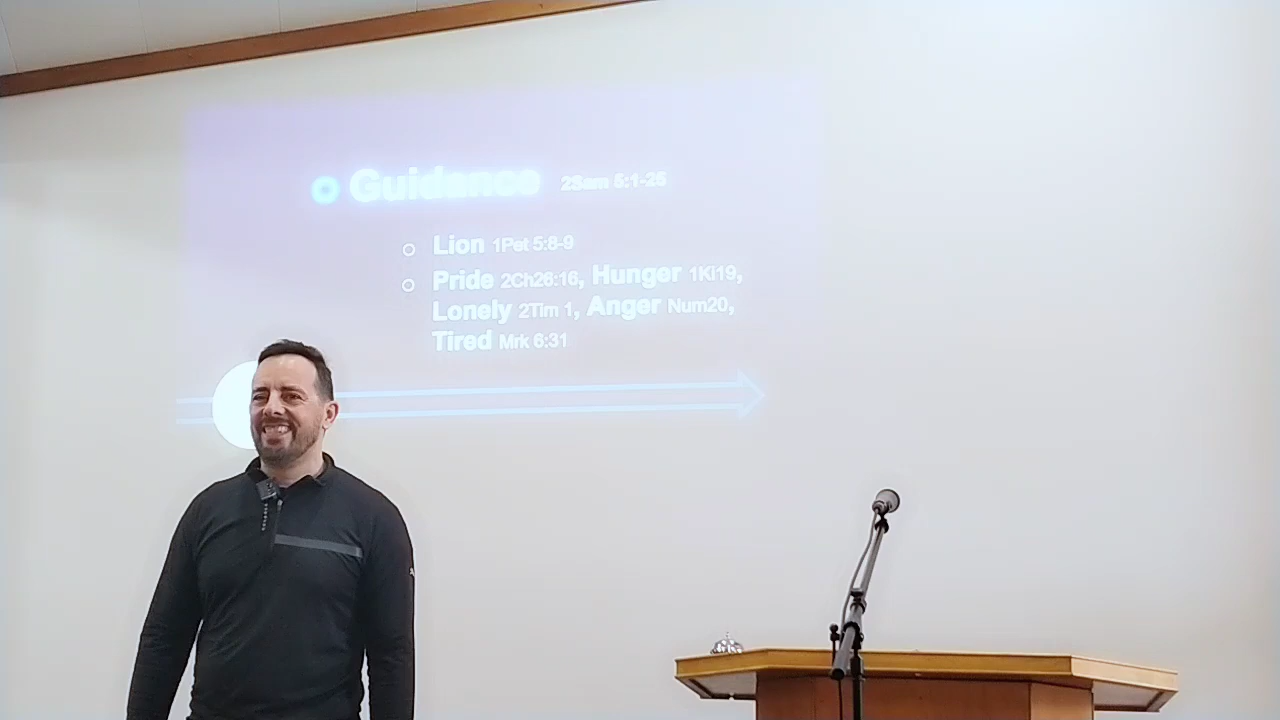 Guidance 2Sam 5:1-25
Lion 1Pet 5:8-9
Pride 2Ch26:16, Hunger 1Ki19,
Lonely 2Tim 1, Anger Num20,
Tired Mrk 6:31